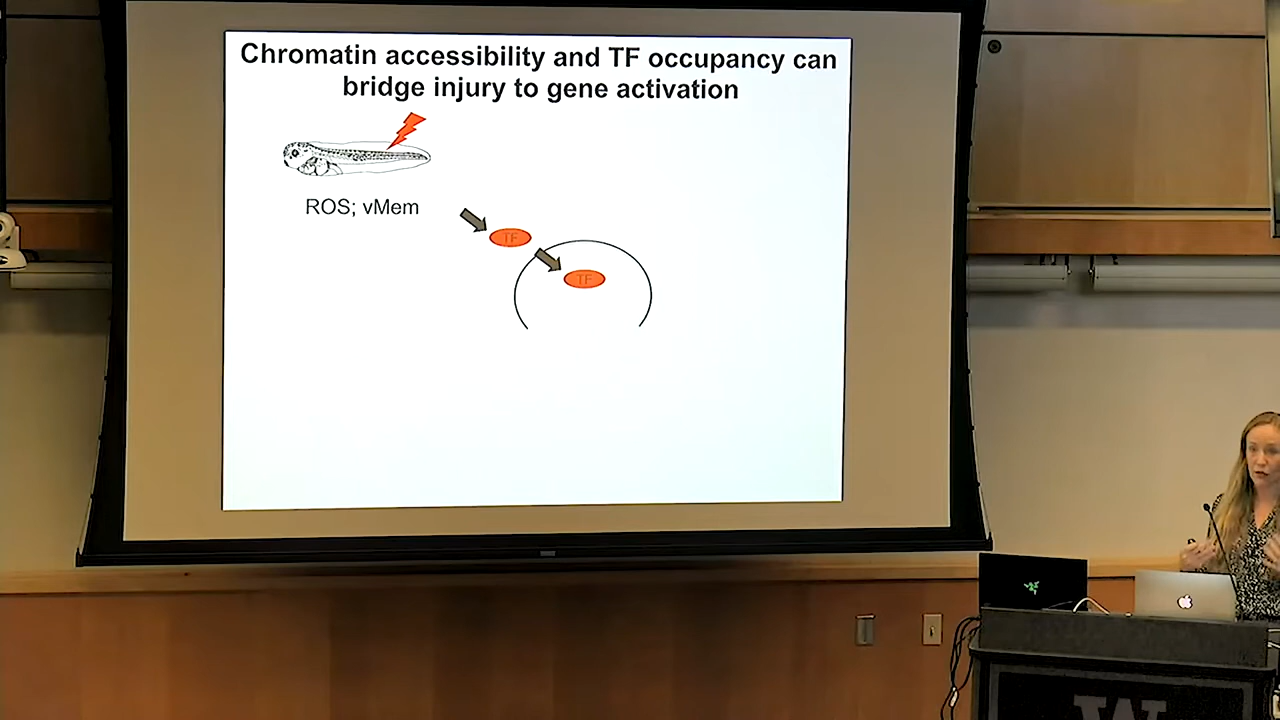 Chromatin accessibility and TF occupancy can
bridge injury to gene activation
ROS; vMem
TF
TF
W